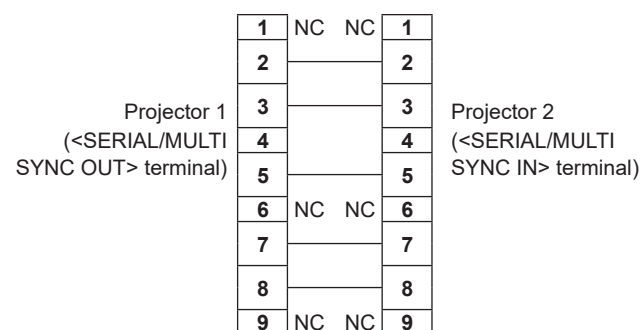 1 NC NC 1
2 2
Projector 1 3 3 Projector 2
(<SERIAL/MULTI 4 4 (<SERIAL/MULTI
SYNC OUT> terminal) 5 5 SYNC IN> terminal)
6 NC NC 6
7 7
8 8
9 NC NC 9